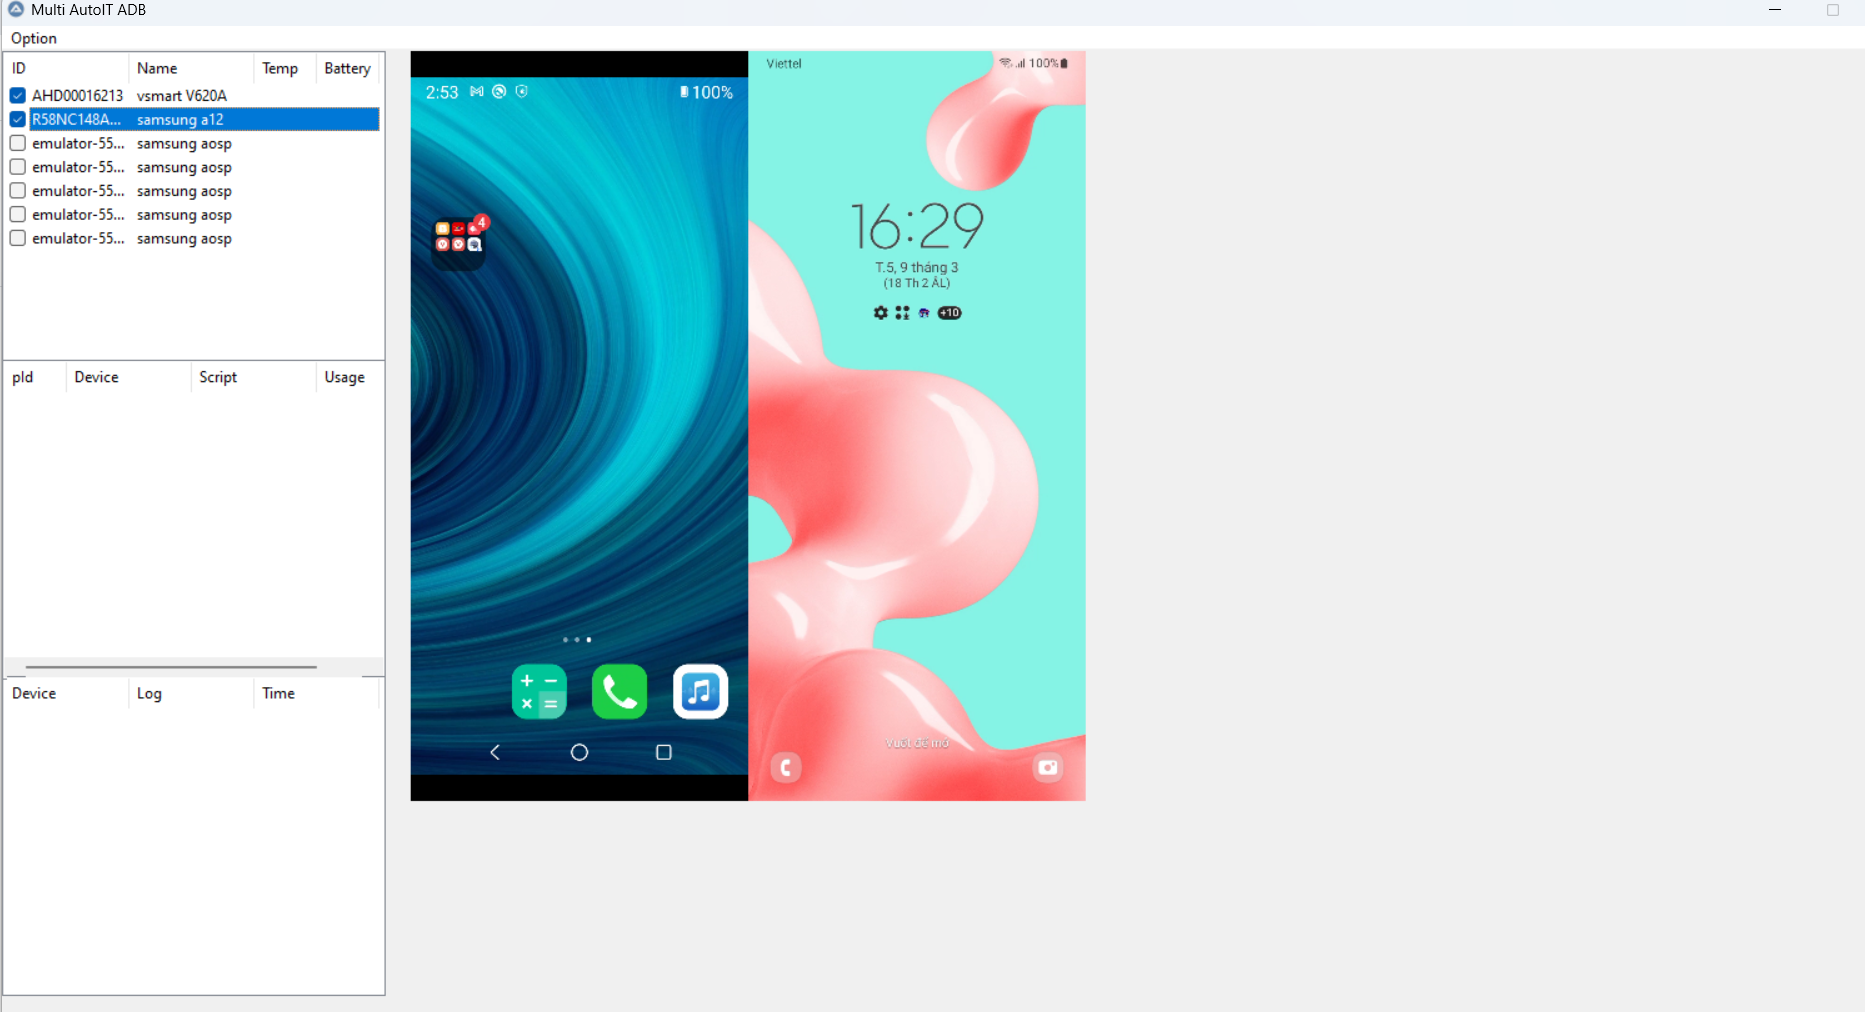 Multi AutoIT ADB
Option
ID Name Temp Battery
AHD00016213 vsmart V620A
R58NC148A... samsung a12
emulator-55... samsung aosp
emulator-55... samsung aosp
emulator-55... samsung aosp
emulator-55... samsung aosp
emulator-55... samsung aosp
pId Device Script Usage
Device Log Time
2:53 100%
4
Viettel 100%
16:29
T.5, 9 tháng 3
(18 Th 2 ÂL)
+10
Vuốt để mở